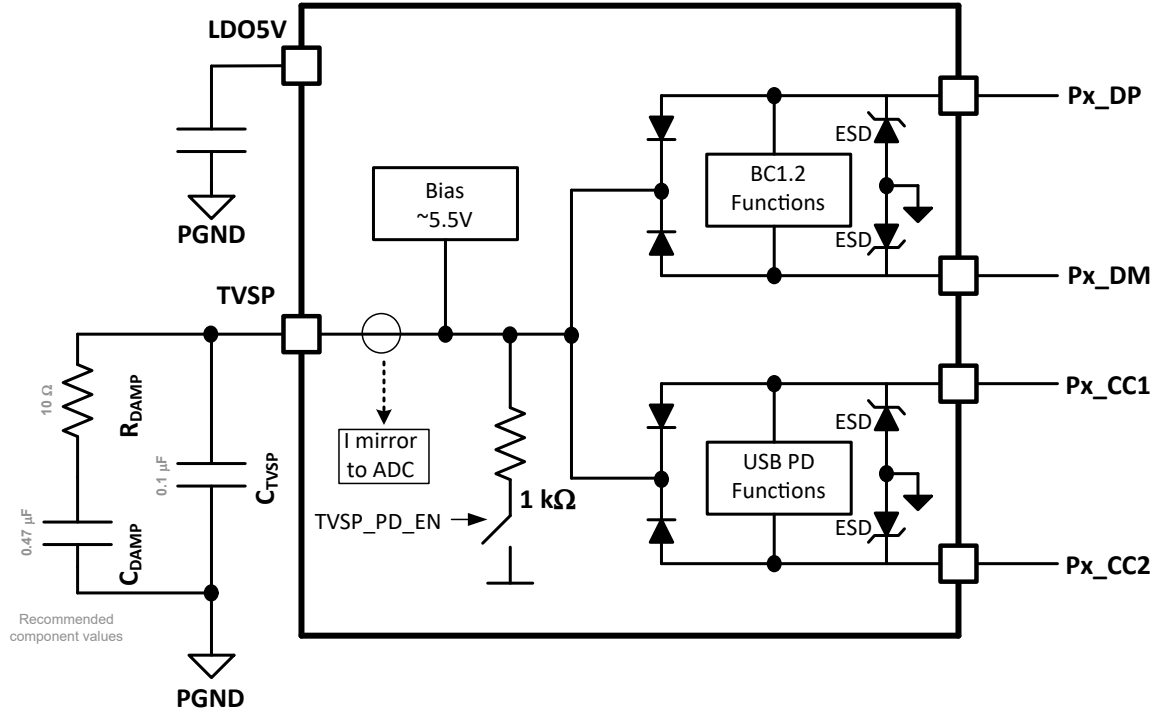 LDO5V
PGND
Bias
~5.5V
TVSP
I mirror
to ADC
TVSP_PD_EN
1 kΩ
10 Ω
RDAMP
0.1 µF
CTVSP
0.47 µF
CDAMP
Recommended
component values
PGND
BC1.2
Functions
ESD
ESD
Px_DP
Px_DM
USB PD
Functions
ESD
ESD
Px_CC1
Px_CC2